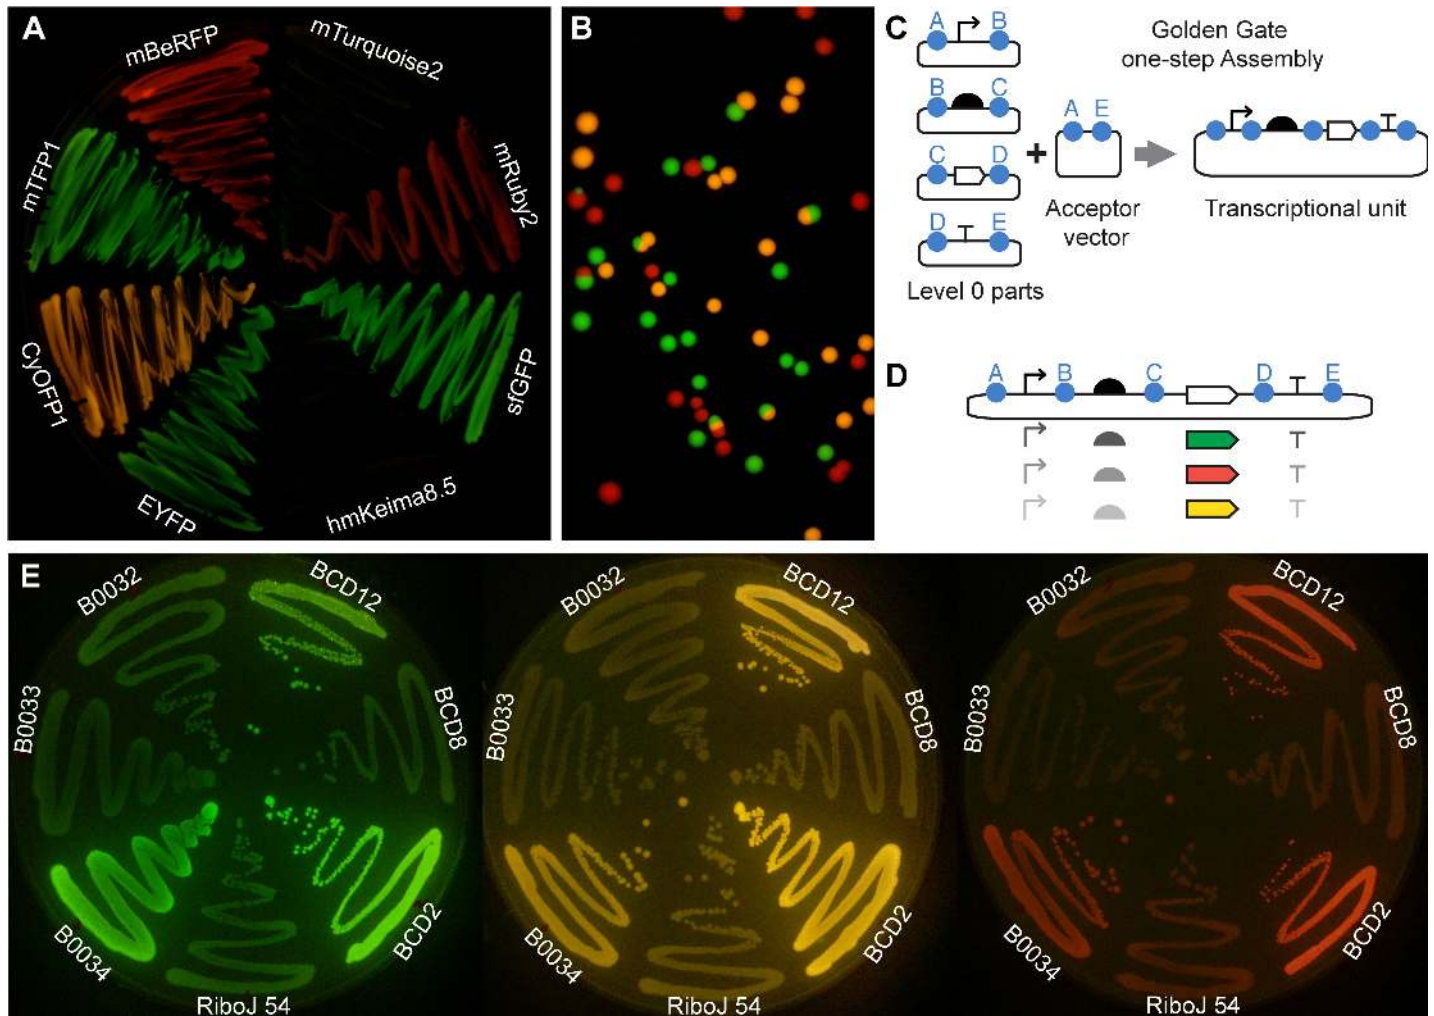 A
mBeRFP
mTurquoise2
mTFP1
mRuby2
CyOFP1
sfGFP
EYFP
hmKeima8.5
B
C
A B
Golden Gate
one-step Assembly
B C
A E
C D
+
Acceptor
vector
Transcriptional unit
D E
Level 0 parts
D
A B C D E
E
B0032
BCD12
B0033
BCD8
B0034
BCD2
RiboJ 54
B0032
BCD12
B0033
BCD8
B0034
BCD2
RiboJ 54
B0032
BCD12
B0033
BCD8
B0034
BCD2
RiboJ 54